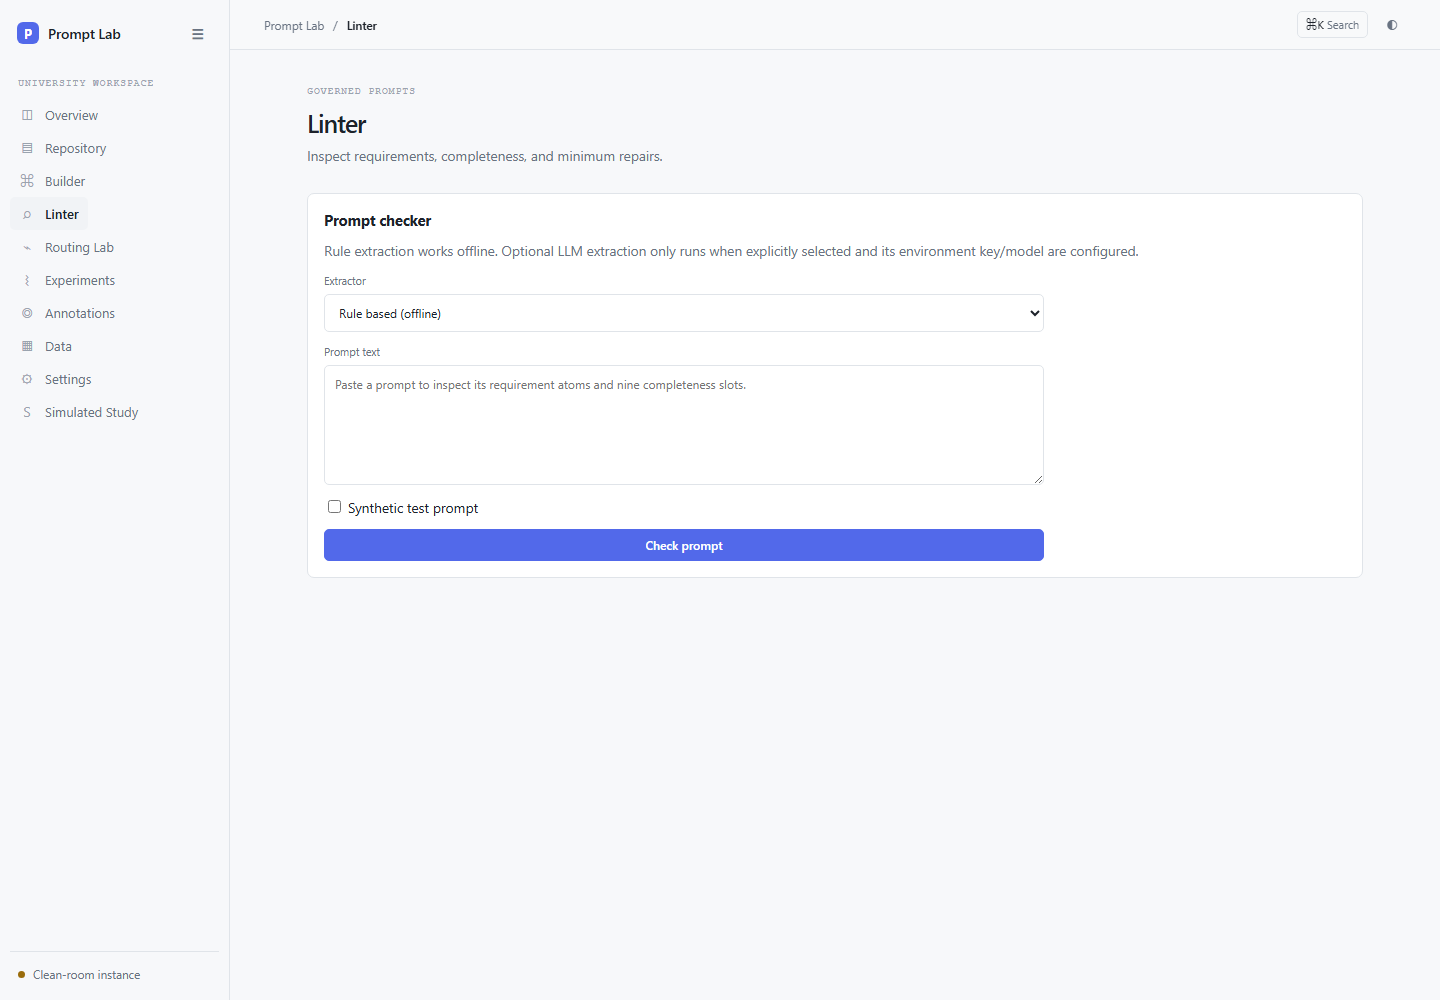 P Prompt Lab
UNIVERSITY WORKSPACE
Overview
Repository
Builder
Linter
Routing Lab
Experiments
Annotations
Data
Settings
S Simulated Study
Clean-room instance
Prompt Lab / Linter
⌘K Search
GOVERNED PROMPTS
Linter
Inspect requirements, completeness, and minimum repairs.
Prompt checker
Rule extraction works offline. Optional LLM extraction only runs when explicitly selected and its environment key/model are configured.
Extractor
Rule based (offline)
Prompt text
Paste a prompt to inspect its requirement atoms and nine completeness slots.
Synthetic test prompt
Check prompt